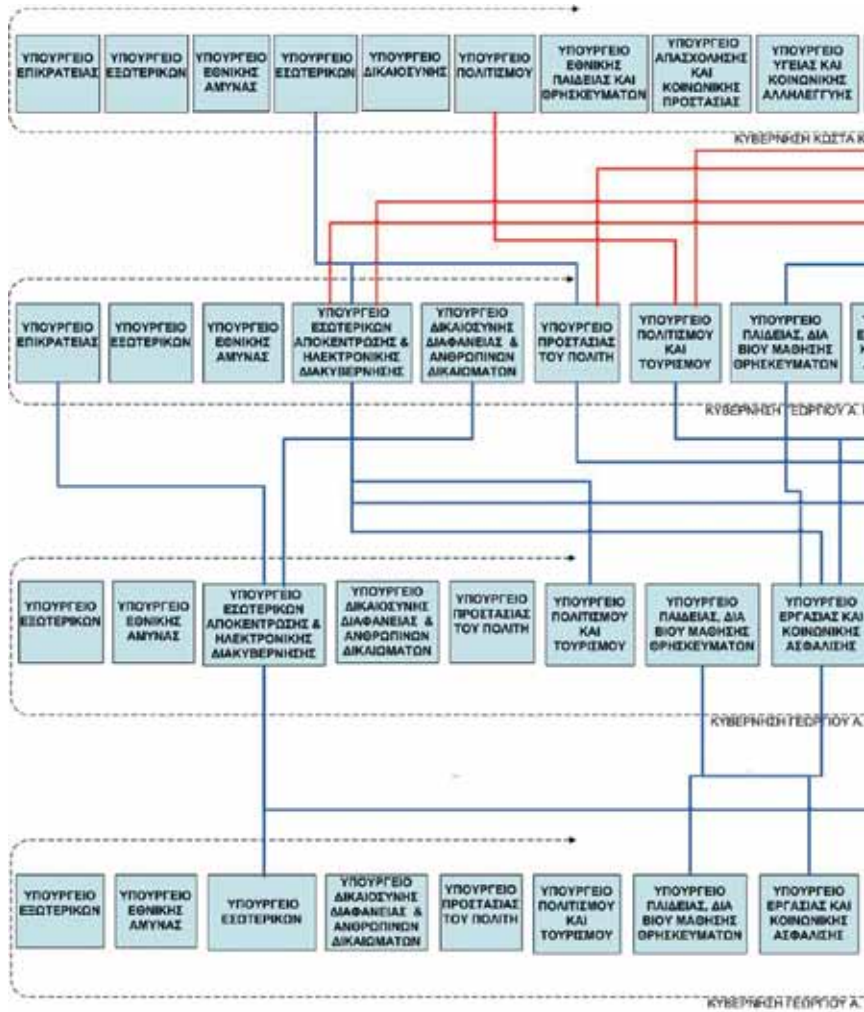 ΥΠΟΥΡΓΕΙΟ
ΕΠΙΚΡΑΤΕΙΑΣ
ΥΠΟΥΡΓΕΙΟ
ΕΞΩΤΕΡΙΚΩΝ
ΥΠΟΥΡΓΕΙΟ
ΕΘΝΙΚΗΣ
ΑΜΥΝΑΣ
ΥΠΟΥΡΓΕΙΟ
ΕΣΩΤΕΡΙΚΩΝ
ΥΠΟΥΡΓΕΙΟ
ΔΙΚΑΙΟΣΥΝΗΣ
ΥΠΟΥΡΓΕΙΟ
ΠΟΛΙΤΙΣΜΟΥ
ΥΠΟΥΡΓΕΙΟ
ΕΘΝΙΚΗΣ
ΠΑΙΔΕΙΑΣ ΚΑΙ
ΘΡΗΣΚΕΥΜΑΤΩΝ
ΥΠΟΥΡΓΕΙΟ
ΑΠΑΣΧΟΛΗΣΗΣ
ΚΑΙ
ΚΟΙΝΩΝΙΚΗΣ
ΠΡΟΣΤΑΣΙΑΣ
ΥΠΟΥΡΓΕΙΟ
ΥΓΕΙΑΣ ΚΑΙ
ΚΟΙΝΩΝΙΚΗΣ
ΑΛΛΗΛΕΓΓΥΗΣ
ΚΥΒΕΡΝΗΣΗ ΚΩΣΤΑ Κ
ΥΠΟΥΡΓΕΙΟ
ΕΠΙΚΡΑΤΕΙΑΣ
ΥΠΟΥΡΓΕΙΟ
ΕΞΩΤΕΡΙΚΩΝ
ΥΠΟΥΡΓΕΙΟ
ΕΘΝΙΚΗΣ
ΑΜΥΝΑΣ
ΥΠΟΥΡΓΕΙΟ
ΕΣΩΤΕΡΙΚΩΝ
ΑΠΟΚΕΝΤΡΩΣΗΣ &
ΗΛΕΚΤΡΟΝΙΚΗΣ
ΔΙΑΚΥΒΕΡΝΗΣΗΣ
ΥΠΟΥΡΓΕΙΟ
ΔΙΚΑΙΟΣΥΝΗΣ
ΔΙΑΦΑΝΕΙΑΣ &
ΑΝΘΡΩΠΙΝΩΝ
ΔΙΚΑΙΩΜΑΤΩΝ
ΥΠΟΥΡΓΕΙΟ
ΠΡΟΣΤΑΣΙΑΣ
ΤΟΥ ΠΟΛΙΤΗ
ΥΠΟΥΡΓΕΙΟ
ΠΟΛΙΤΙΣΜΟΥ
ΚΑΙ
ΤΟΥΡΙΣΜΟΥ
ΥΠΟΥΡΓΕΙΟ
ΠΑΙΔΕΙΑΣ, ΔΙΑ
ΒΙΟΥ ΜΑΘΗΣΗΣ
ΘΡΗΣΚΕΥΜΑΤΩΝ
ΚΥΒΕΡΝΗΣΗ ΓΕΩΡΓΙΟΥ Α.
ΥΠΟΥΡΓΕΙΟ
ΕΞΩΤΕΡΙΚΩΝ
ΥΠΟΥΡΓΕΙΟ
ΕΘΝΙΚΗΣ
ΑΜΥΝΑΣ
ΥΠΟΥΡΓΕΙΟ
ΕΣΩΤΕΡΙΚΩΝ
ΑΠΟΚΕΝΤΡΩΣΗΣ &
ΗΛΕΚΤΡΟΝΙΚΗΣ
ΔΙΑΚΥΒΕΡΝΗΣΗΣ
ΥΠΟΥΡΓΕΙΟ
ΔΙΚΑΙΟΣΥΝΗΣ
ΔΙΑΦΑΝΕΙΑΣ &
ΑΝΘΡΩΠΙΝΩΝ
ΔΙΚΑΙΩΜΑΤΩΝ
ΥΠΟΥΡΓΕΙΟ
ΠΡΟΣΤΑΣΙΑΣ
ΤΟΥ ΠΟΛΙΤΗ
ΥΠΟΥΡΓΕΙΟ
ΠΟΛΙΤΙΣΜΟΥ
ΚΑΙ
ΤΟΥΡΙΣΜΟΥ
ΥΠΟΥΡΓΕΙΟ
ΠΑΙΔΕΙΑΣ, ΔΙΑ
ΒΙΟΥ ΜΑΘΗΣΗΣ
ΘΡΗΣΚΕΥΜΑΤΩΝ
ΥΠΟΥΡΓΕΙΟ
ΕΡΓΑΣΙΑΣ ΚΑΙ
ΚΟΙΝΩΝΙΚΗΣ
ΑΣΦΑΛΙΣΗΣ
ΚΥΒΕΡΝΗΣΗ ΓΕΩΡΓΙΟΥ Α.
ΥΠΟΥΡΓΕΙΟ
ΕΞΩΤΕΡΙΚΩΝ
ΥΠΟΥΡΓΕΙΟ
ΕΘΝΙΚΗΣ
ΑΜΥΝΑΣ
ΥΠΟΥΡΓΕΙΟ
ΕΣΩΤΕΡΙΚΩΝ
ΥΠΟΥΡΓΕΙΟ
ΔΙΚΑΙΟΣΥΝΗΣ
ΔΙΑΦΑΝΕΙΑΣ &
ΑΝΘΡΩΠΙΝΩΝ
ΔΙΚΑΙΩΜΑΤΩΝ
ΥΠΟΥΡΓΕΙΟ
ΠΡΟΣΤΑΣΙΑΣ
ΤΟΥ ΠΟΛΙΤΗ
ΥΠΟΥΡΓΕΙΟ
ΠΟΛΙΤΙΣΜΟΥ
ΚΑΙ
ΤΟΥΡΙΣΜΟΥ
ΥΠΟΥΡΓΕΙΟ
ΠΑΙΔΕΙΑΣ, ΔΙΑ
ΒΙΟΥ ΜΑΘΗΣΗΣ
ΘΡΗΣΚΕΥΜΑΤΩΝ
ΥΠΟΥΡΓΕΙΟ
ΕΡΓΑΣΙΑΣ ΚΑΙ
ΚΟΙΝΩΝΙΚΗΣ
ΑΣΦΑΛΙΣΗΣ
ΚΥΒΕΡΝΗΣΗ ΓΕΩΡΓΙΟΥ Α.